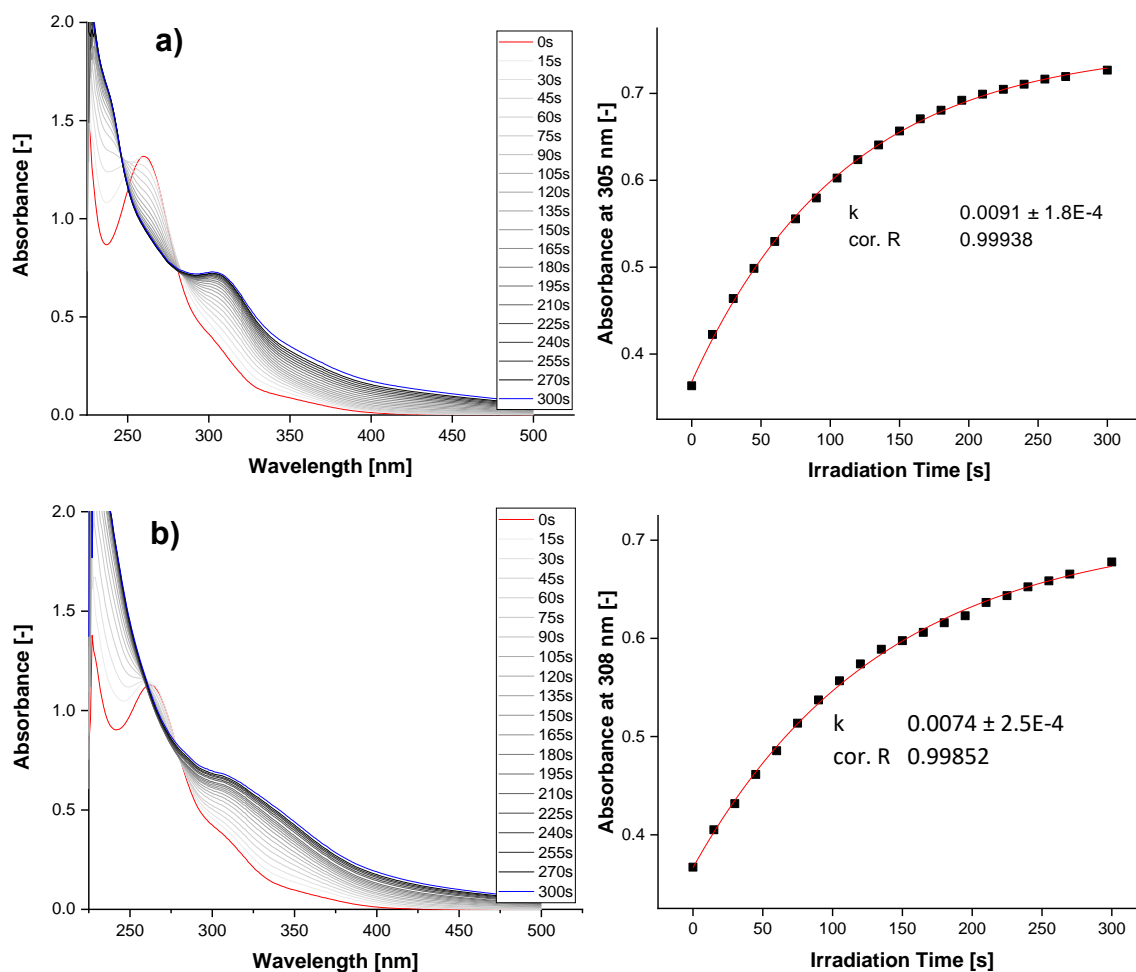 a)
2.0
1.5
1.0
0.5
0.0
Absorbance [-]
250 300 350 400 450 500
Wavelength [nm]
0s
15s
30s
45s
60s
75s
90s
105s
120s
135s
150s
165s
180s
195s
210s
225s
240s
255s
270s
300s
0.7
0.6
0.5
0.4
Absorbance at 305 nm [-]
k 0.0091 ± 1.8E-4
cor. R 0.99938
0 50 100 150 200 250 300
Irradiation Time [s]
b)
2.0
1.5
1.0
0.5
0.0
Absorbance [-]
250 300 350 400 450 500
Wavelength [nm]
0s
15s
30s
45s
60s
75s
90s
105s
120s
135s
150s
165s
180s
195s
210s
225s
240s
255s
270s
300s
0.7
0.6
0.5
0.4
Absorbance at 308 nm [-]
k 0.0074 ± 2.5E-4
cor. R 0.99852
0 50 100 150 200 250 300
Irradiation Time [s]